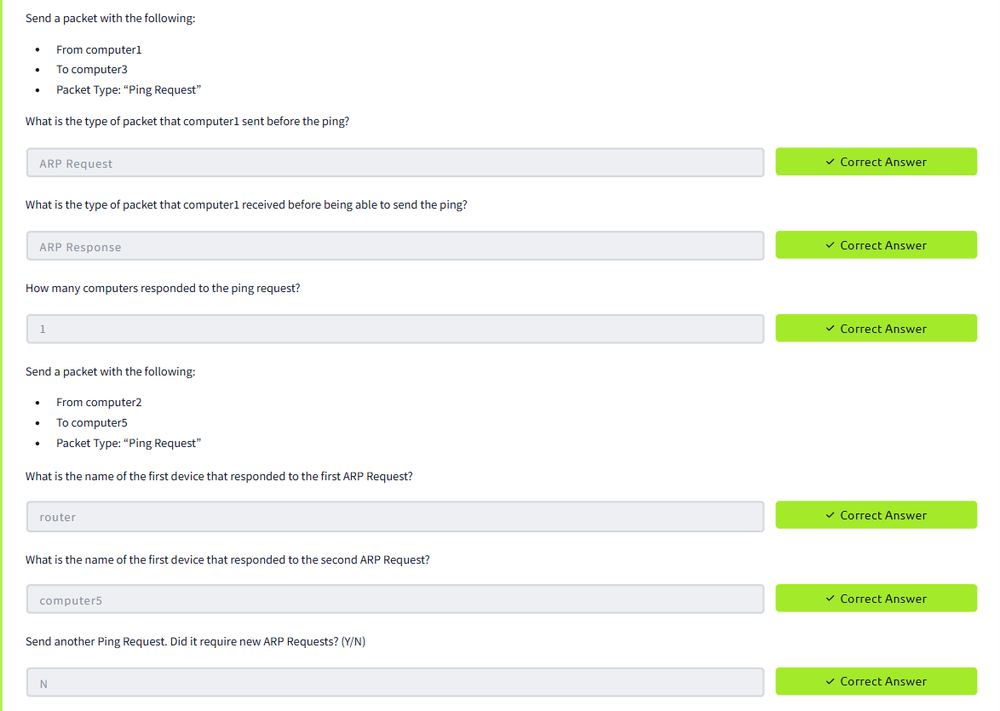 Send a packet with the following:
• From computer1
• To computer3
• Packet Type: “Ping Request”
What is the type of packet that computer1 sent before the ping?
ARP Request
✓ Correct Answer
What is the type of packet that computer1 received before being able to send the ping?
ARP Response
✓ Correct Answer
How many computers responded to the ping request?
1
✓ Correct Answer
Send a packet with the following:
• From computer2
• To computer5
• Packet Type: “Ping Request”
What is the name of the first device that responded to the first ARP Request?
router
✓ Correct Answer
What is the name of the first device that responded to the second ARP Request?
computer5
✓ Correct Answer
Send another Ping Request. Did it require new ARP Requests? (Y/N)
N
✓ Correct Answer